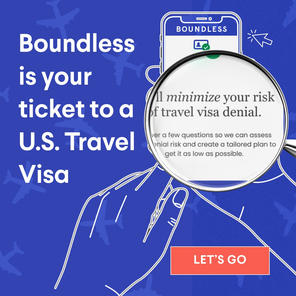 Boundless
is your
ticket to a
U.S. Travel
Visa
BOUNDLESS
ll minimize your risk
of travel visa denial.
er a few questions so we can assess
enial risk and create a tailored plan to
get it as low as possible.
LET'S GO